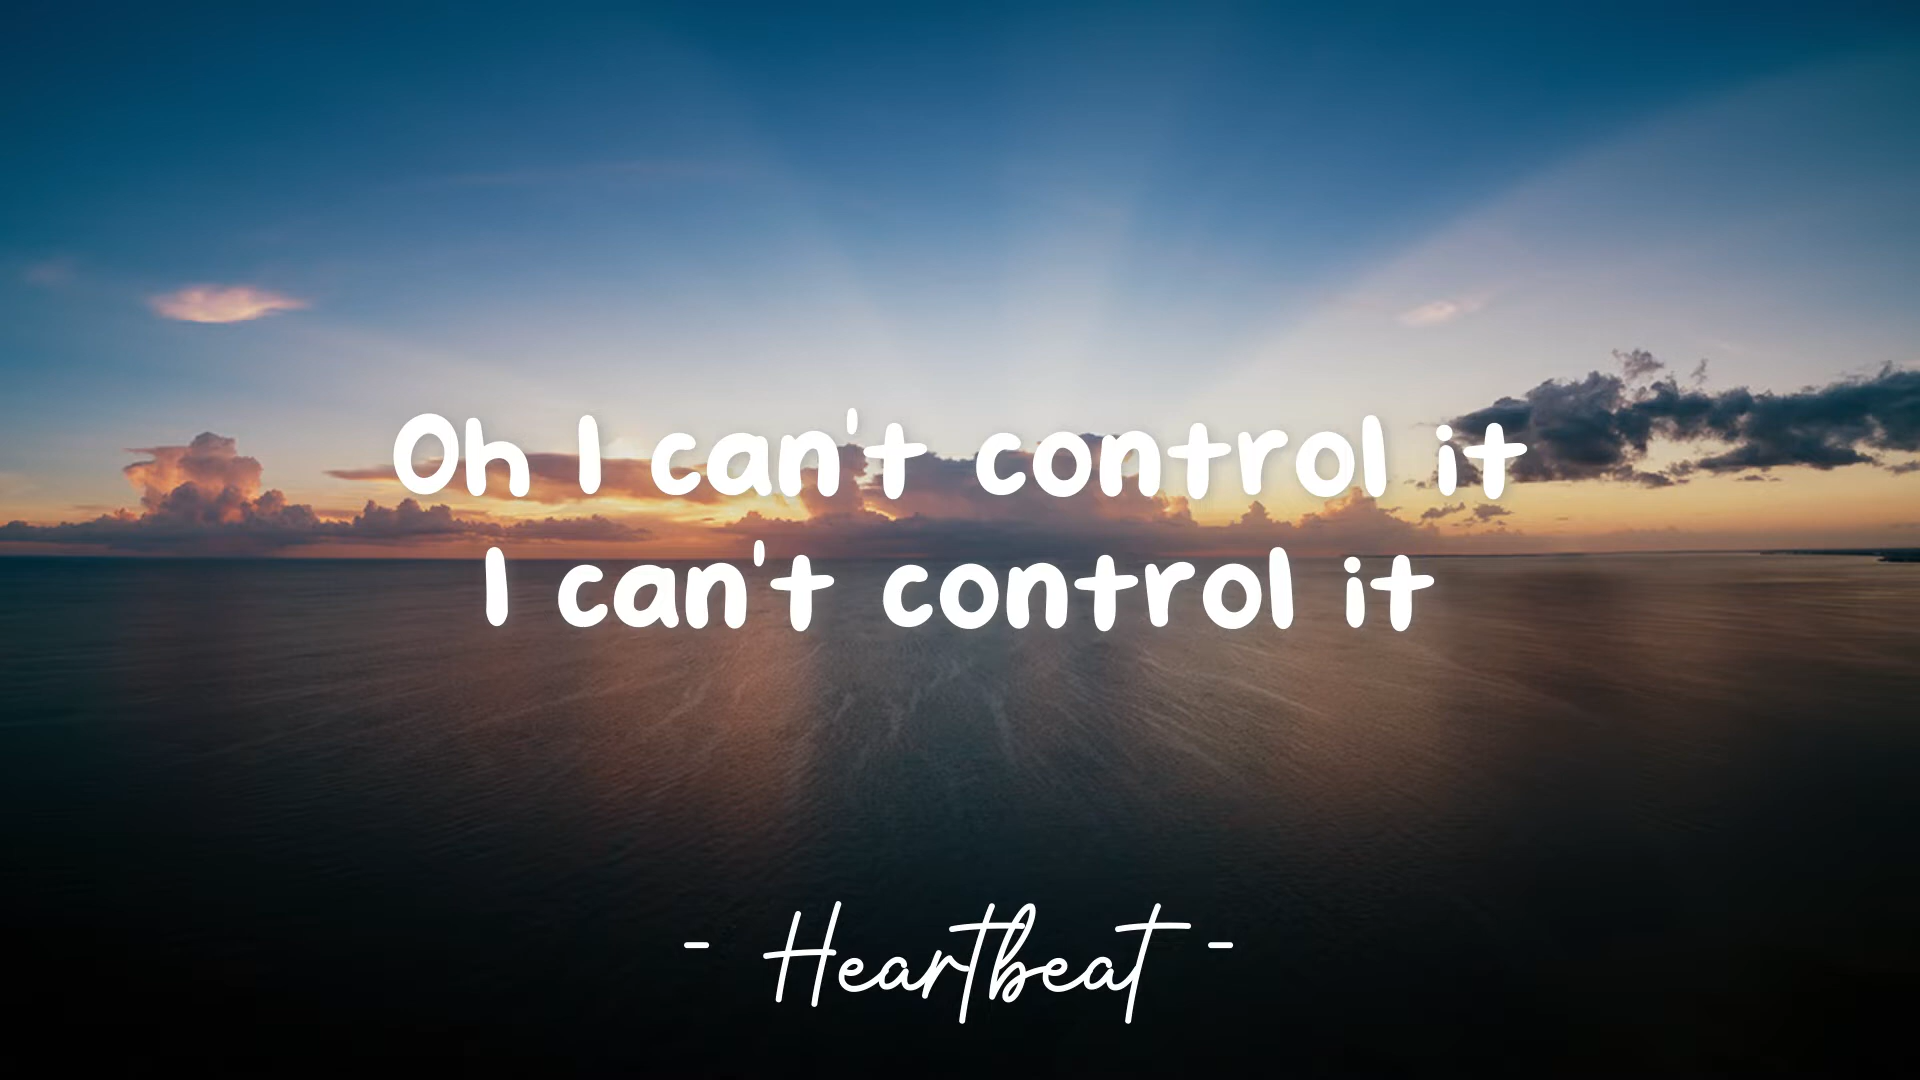 Oh I can't control it
I can't control it
- Heartbeat -